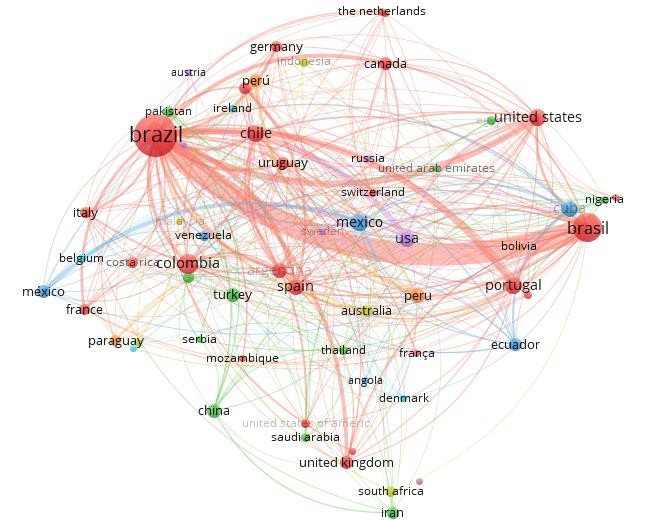 the netherlands
germany
indonesia
canada
austria
perú
pakistan
ireland
united states
brazil
chile
russia
uruguay
united arab emirates
switzerland
nigeria
cuba
italy
malaysia
mexico
brasil
venezuela
sweden
usa
bolivia
belgium
costa rica
colombia
argentina
spain
portugal
méxico
turkey
peru
france
australia
paraguay
serbia
thailand
frança
ecuador
mozambique
angola
denmark
china
united states of americ
saudi arabia
united kingdom
south africa
iran